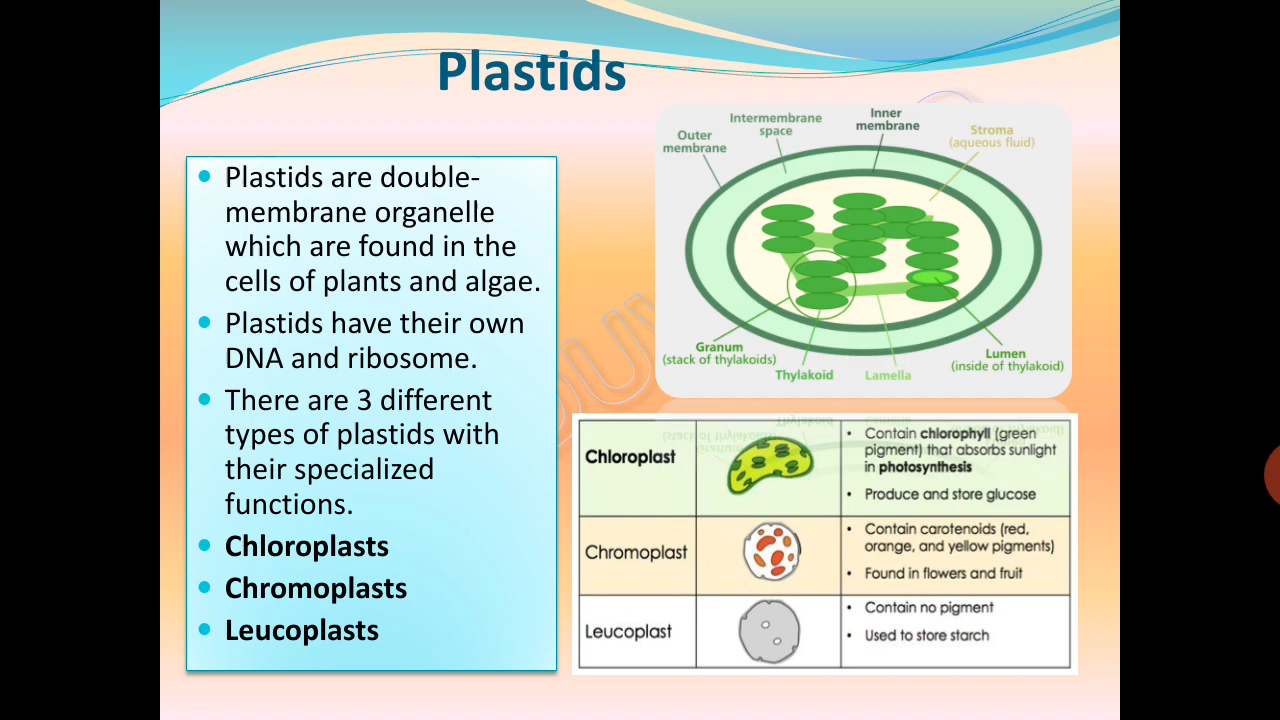 Plastids
Plastids are double-
membrane organelle
which are found in the
cells of plants and algae.
Plastids have their own
DNA and ribosome.
There are 3 different
types of plastids with
their specialized
functions.
Chloroplasts
Chromoplasts
Leucoplasts
Outer
membrane
Intermembrane
space
Inner
membrane
Stroma
(aqueous fluid)
Granum
(stack of thylakoids)
Thylakoid
Lamella
Lumen
(inside of thylakoid)
Chloroplast
• Contain chlorophyll (green
pigment) that absorbs sunlight
in photosynthesis
• Produce and store glucose
Chromoplast
• Contain carotenoids (red,
orange, and yellow pigments)
• Found in flowers and fruit
Leucoplast
• Contain no pigment
• Used to store starch